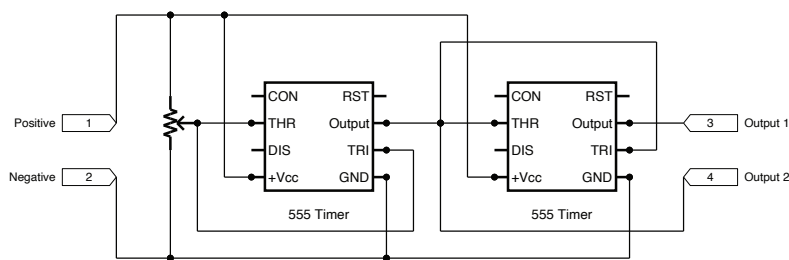 CON RST CON RST
Positive 1 THR Output THR Output 3 Output 1
DIS TRI DIS TRI
Negative 2 +Vcc GND +Vcc GND 4 Output 2
555 Timer 555 Timer